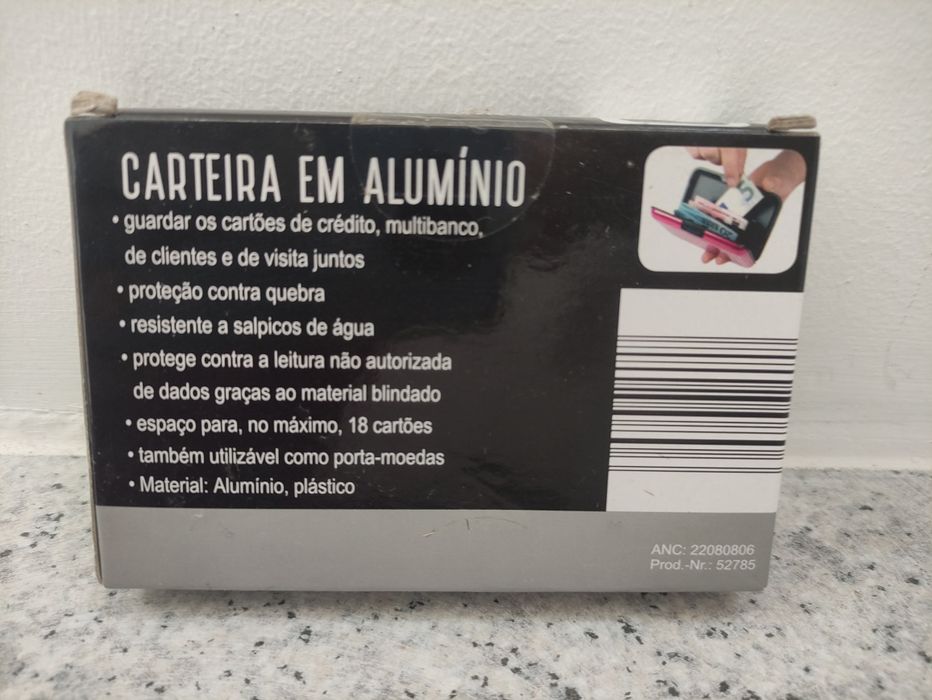 CARTEIRA EM ALUMÍNIO
• guardar os cartões de crédito, multibanco,
de clientes e de visita juntos
• proteção contra quebra
• resistente a salpicos de água
• protege contra a leitura não autorizada
de dados graças ao material blindado
• espaço para, no máximo, 18 cartões
• também utilizável como porta-moedas
• Material: Alumínio, plástico
ANC: 22080806
Prod.-Nr.: 52785